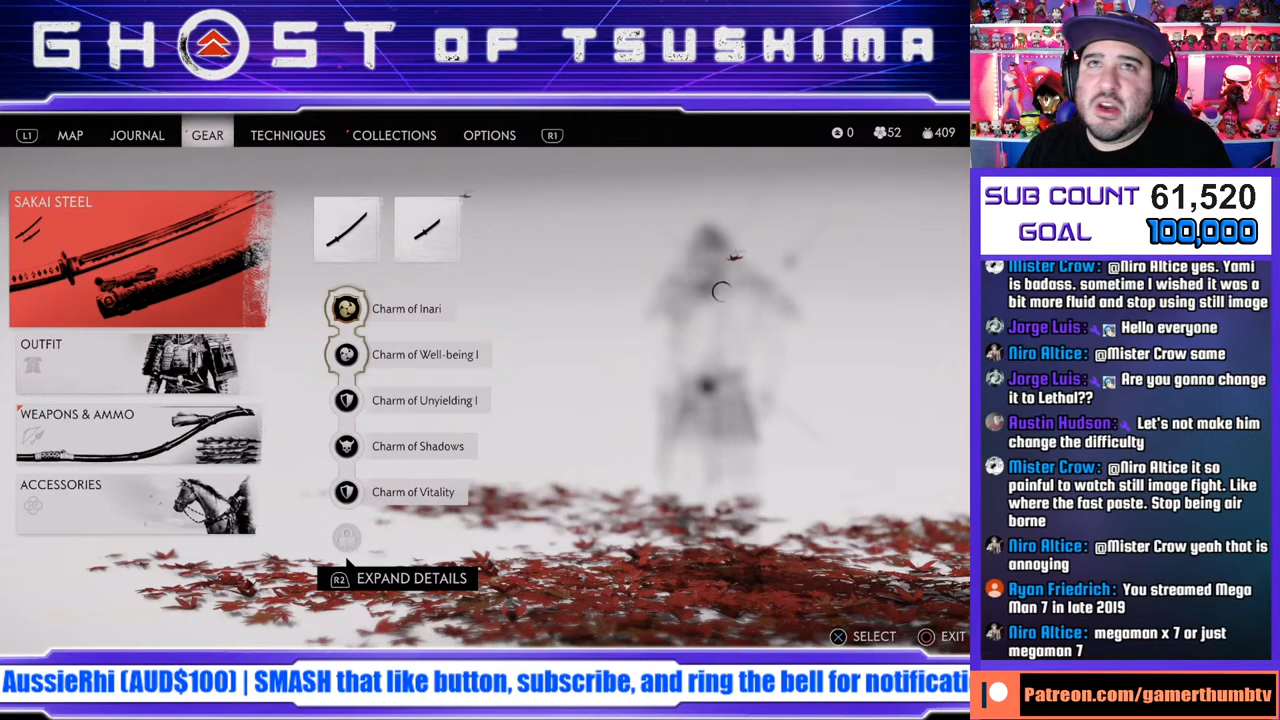 GHOST OF TSUSHIMA
L1 MAP JOURNAL GEAR TECHNIQUES COLLECTIONS OPTIONS R1
0 52 409
SAKAI STEEL
OUTFIT
WEAPONS & AMMO
ACCESSORIES
Charm of Inari
Charm of Well-being I
Charm of Unyielding I
Charm of Shadows
Charm of Vitality
R2 EXPAND DETAILS
SELECT EXIT
AussieRhi (AUD$100) | SMASH that like button, subscribe, and ring the bell for notificati
SUB COUNT 61,520
GOAL 100,000
Mister Crow: @Niro Altice yes. Yami
is badass. sometime I wished it was
a bit more fluid and stop using still image
Jorge Luis: Hello everyone
Niro Altice: @Mister Crow same
Jorge Luis: Are you gonna change
it to Lethal??
Austin Hudson: Let's not make him
change the difficulty
Mister Crow: @Niro Altice it so
painful to watch still image fight. Like
where the fast paste. Stop being air
borne
Niro Altice: @Mister Crow yeah that is
annoying
Ryan Friedrich: You streamed Mega
Man 7 in late 2019
Niro Altice: megaman x 7 or just
megaman 7
Patreon.com/gamerthumbtv